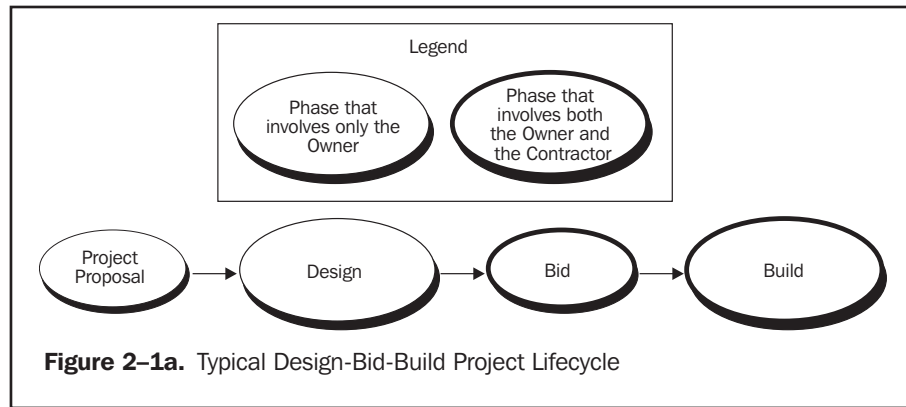 Legend
Phase that
involves only the
Owner
Phase that
involves both
the Owner and
the Contractor
Project
Proposal
Design
Bid
Build
Figure 2–1a. Typical Design-Bid-Build Project Lifecycle